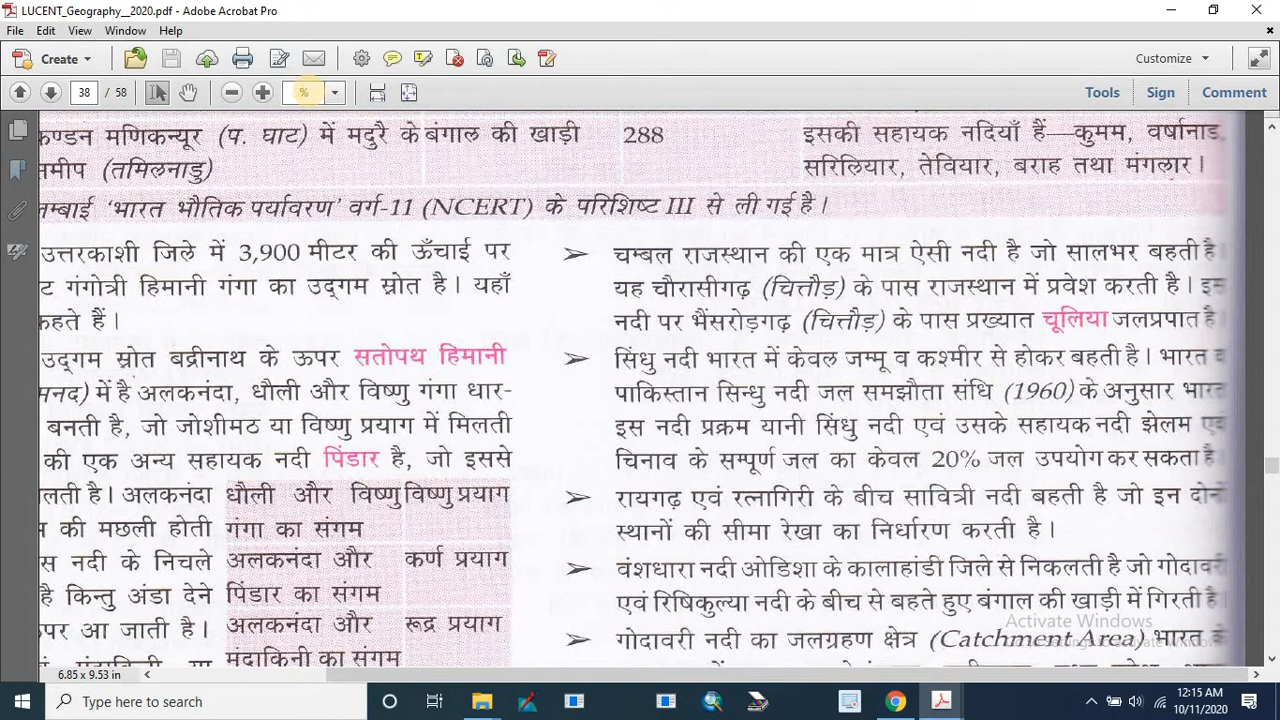 LUCENT_Geography__2020.pdf - Adobe Acrobat Pro
File Edit View Window Help
Create Customize
38 / 58 % Tools Sign Comment
कण्डन मणिकन्यूर (प. घाट) में मदुरै के बंगाल की खाड़ी 288 इसकी सहायक नदियाँ हैं—कुमम, वर्षानाड,
समीप (तमिलनाडु) सरिलियार, तेवियार, बराह तथा मंगलार।
लम्बाई 'भारत भौतिक पर्यावरण' वर्ग-11 (NCERT) के परिशिष्ट III से ली गई है।
उत्तरकाशी जिले में 3,900 मीटर की ऊँचाई पर
ट गंगोत्री हिमानी गंगा का उद्‌गम स्रोत है। यहाँ
कहते हैं।
उद्‌गम स्रोत बद्रीनाथ के ऊपर सतोपथ हिमानी
में है अलकनंदा, धौली और विष्णु गंगा धार-
बनती है, जो जोशीमठ या विष्णु प्रयाग में मिलती
की एक अन्य सहायक नदी पिंडार है, जो इससे
लती है। अलकनंदा धौली और विष्णु विष्णु प्रयाग
म की मछली होती गंगा का संगम
स नदी के निचले अलकनंदा और कर्ण प्रयाग
है किन्तु अंडा देने पिंडार का संगम
पर आ जाती है। अलकनंदा और रूद्र प्रयाग
मंदाकिनी का संगम
➢ चम्बल राजस्थान की एक मात्र ऐसी नदी है जो सालभर बहती है।
यह चौरासीगढ़ (चित्तौड़) के पास राजस्थान में प्रवेश करती है। इस
नदी पर भैंसरोड़गढ़ (चित्तौड़) के पास प्रख्यात चूलिया जलप्रपात है।
➢ सिंधु नदी भारत में केवल जम्मू व कश्मीर से होकर बहती है। भारत
पाकिस्तान सिन्धु नदी जल समझौता संधि (1960) के अनुसार भारत
इस नदी प्रक्रम यानी सिंधु नदी एवं उसके सहायक नदी झेलम एवं
चिनाव के सम्पूर्ण जल का केवल 20% जल उपयोग कर सकता है।
➢ रायगढ़ एवं रत्नागिरी के बीच सावित्री नदी बहती है जो इन दोनों
स्थानों की सीमा रेखा का निर्धारण करती है।
➢ वंशधारा नदी ओडिशा के कालाहांडी जिले से निकलती है जो गोदावरी
एवं रिषिकुल्या नदी के बीच से बहते हुए बंगाल की खाड़ी में गिरती है।
➢ गोदावरी नदी का जलग्रहण क्षेत्र (Catchment Area) भारत के
Activate Windows
6.85 x 9.53 in
Type here to search
12:15 AM
10/11/2020